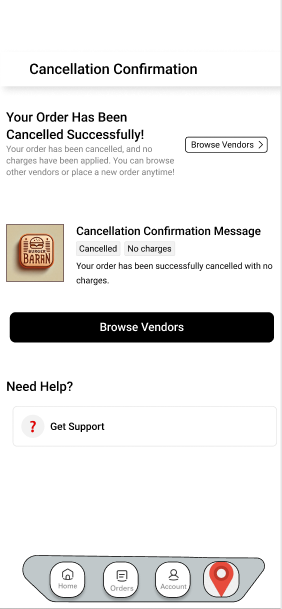 Cancellation Confirmation
Your Order Has Been
Cancelled Successfully!
Your order has been cancelled, and no
charges have been applied. You can browse
other vendors or place a new order anytime!
Browse Vendors
Cancellation Confirmation Message
Cancelled No charges
Your order has been successfully cancelled with no
charges.
BURGER
BARAN
Browse Vendors
Need Help?
? Get Support
Home Orders Account